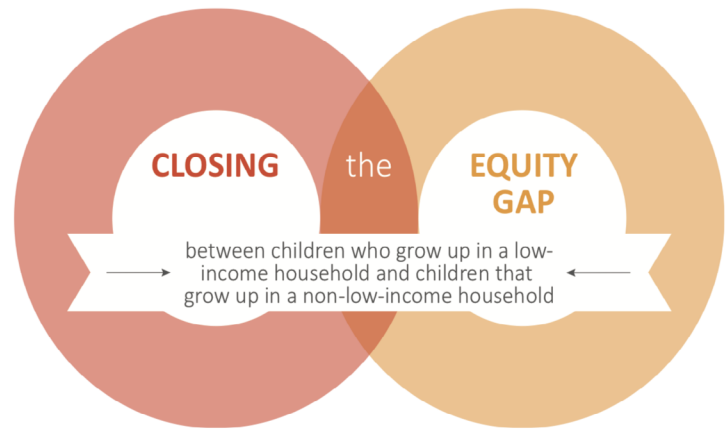 CLOSING the EQUITY
GAP
between children who grow up in a low-
income household and children that
grow up in a non-low-income household